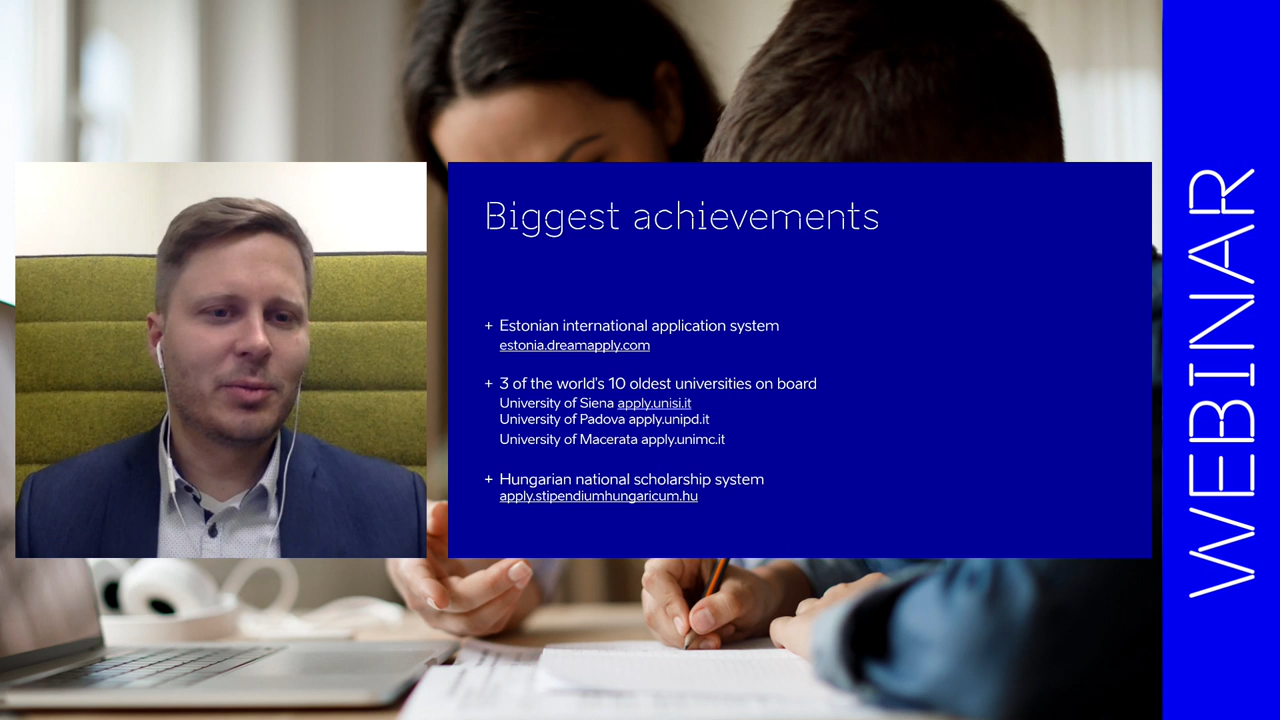 Biggest achievements
+ Estonian international application system
estonia.dreamapply.com
+ 3 of the world's 10 oldest universities on board
University of Siena apply.unisi.it
University of Padova apply.unipd.it
University of Macerata apply.unimc.it
+ Hungarian national scholarship system
apply.stipendiumhungaricum.hu
WEBINAR